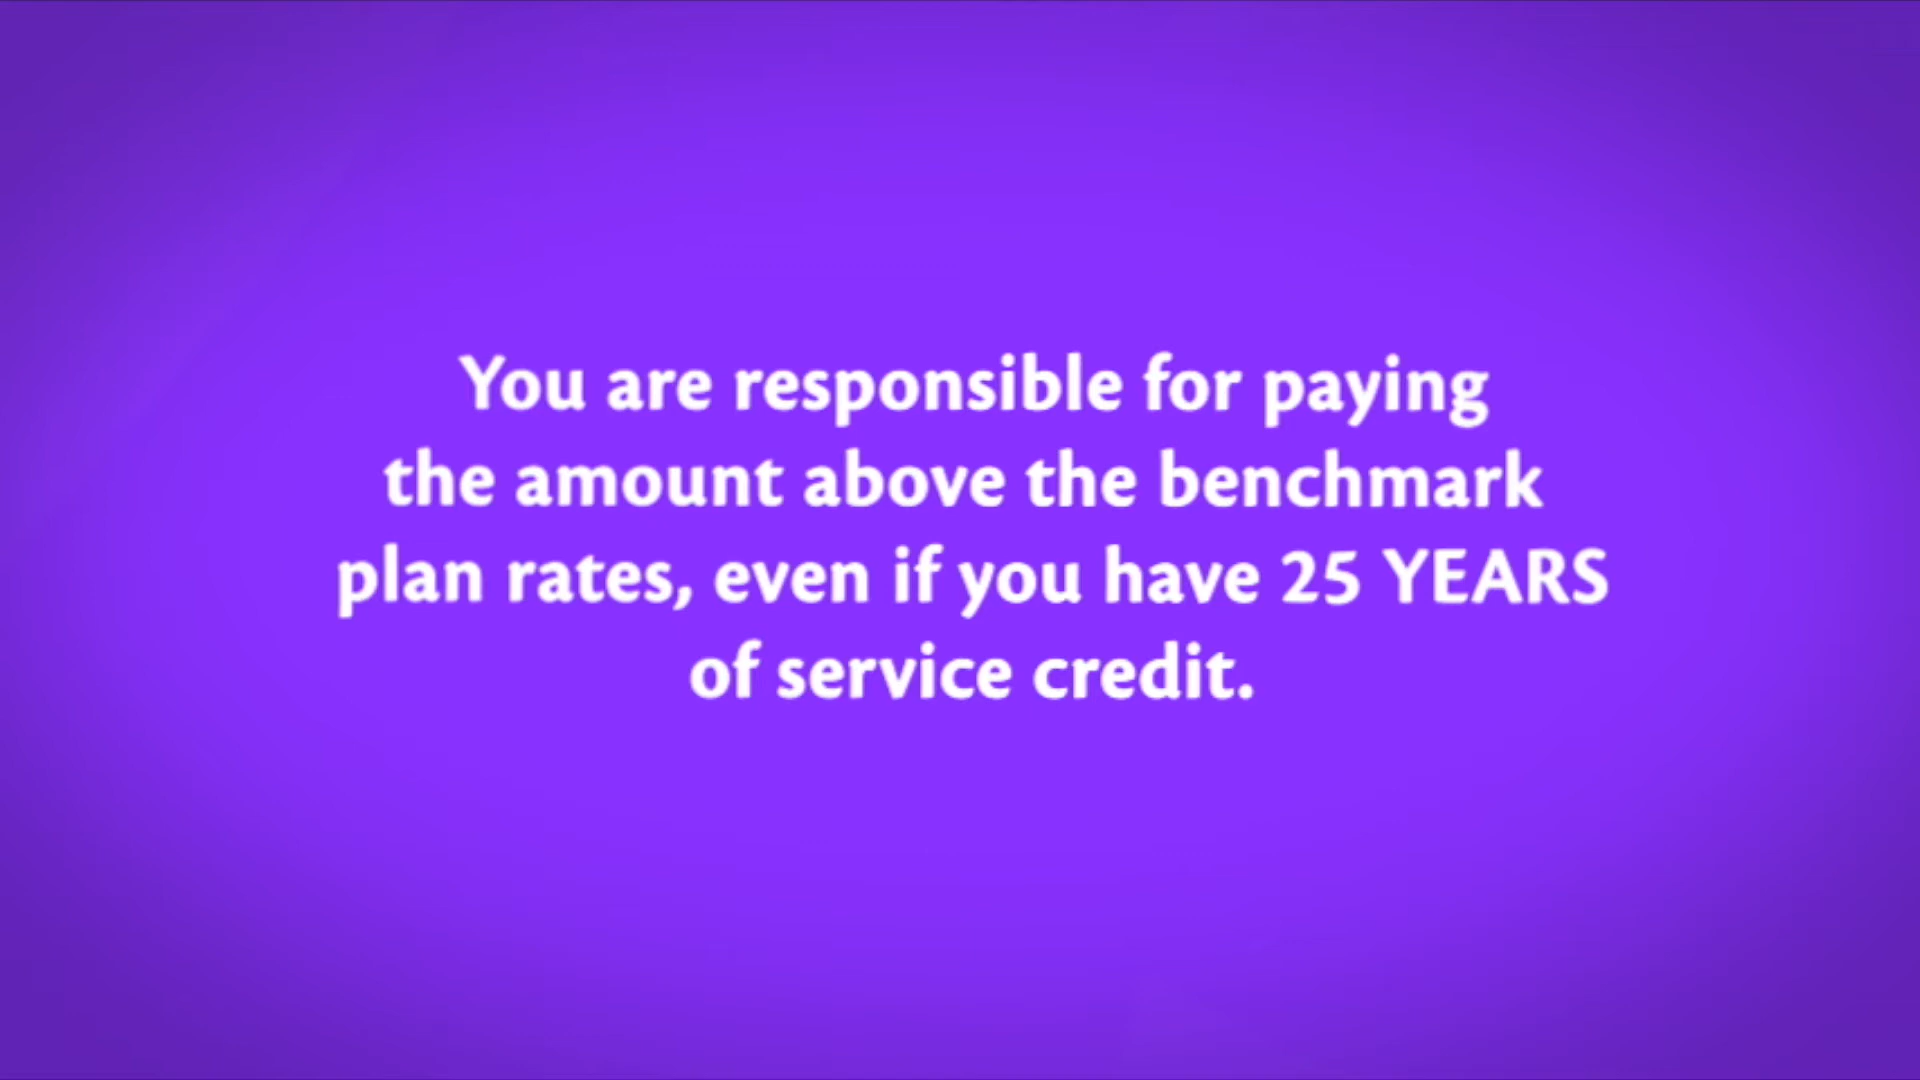 You are responsible for paying
the amount above the benchmark
plan rates, even if you have 25 YEARS
of service credit.